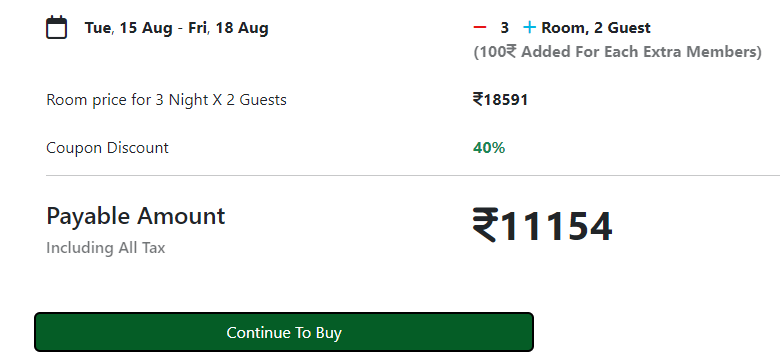 Tue, 15 Aug - Fri, 18 Aug
− 3 + Room, 2 Guest
(100₹ Added For Each Extra Members)
Room price for 3 Night X 2 Guests ₹18591
Coupon Discount 40%
Payable Amount ₹11154
Including All Tax
Continue To Buy